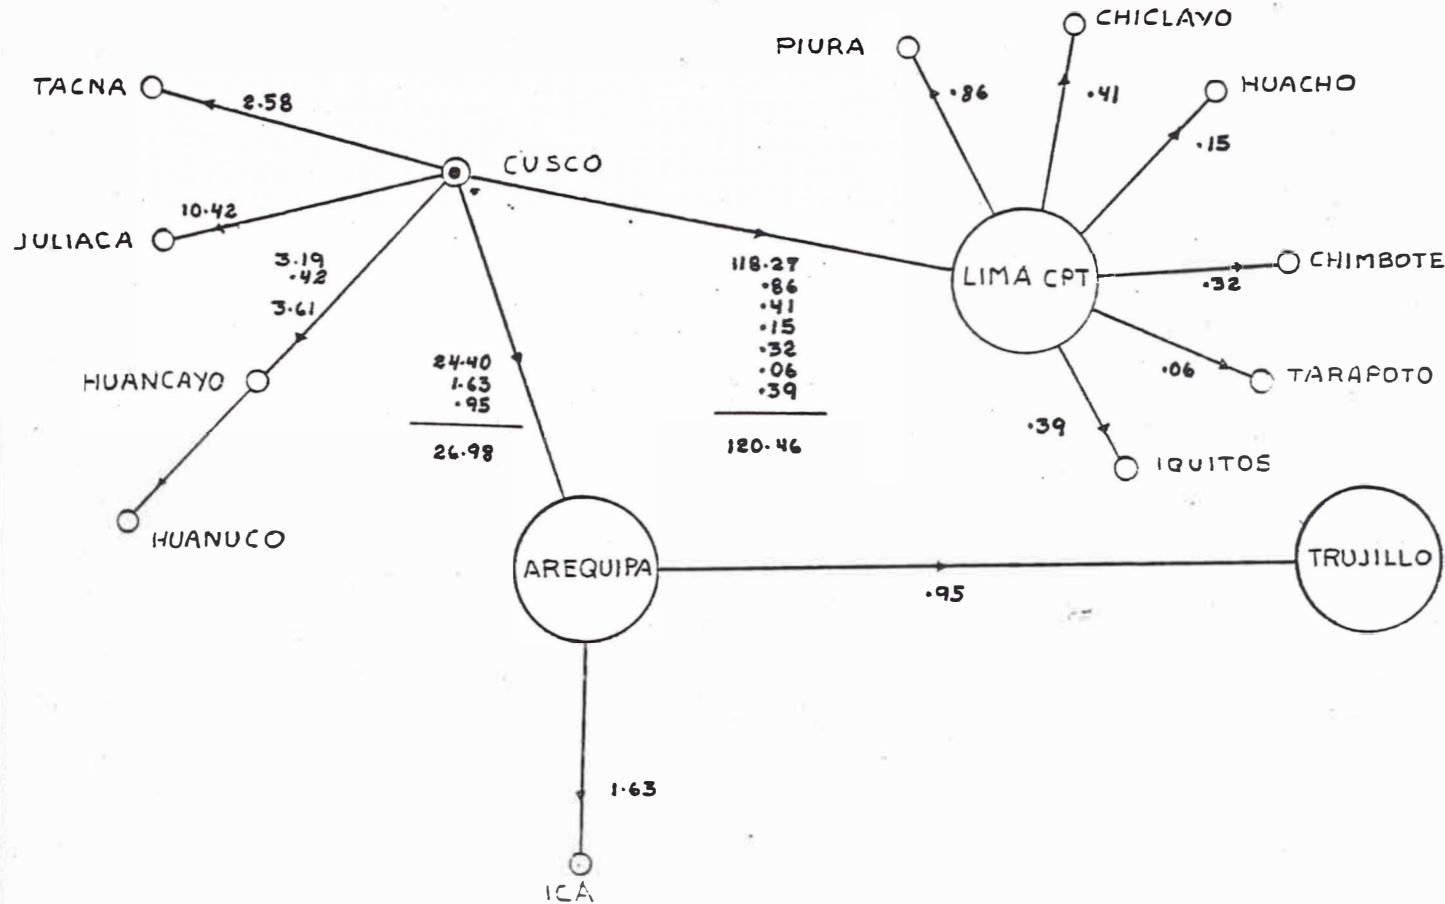 CHICLAYO
PIURA
HUACHO
TACNA
.86
.41
2.58
.15
CUSCO
10.42
JULIACA
3.19
.42
3.61
118.27
.86
.41
.15
.32
.06
.39
120.46
LIMA CPT
CHIMBOTE
.32
.06
TARAPOTO
.39
IQUITOS
HUANCAYO
24.40
1.63
.95
26.98
HUANUCO
AREQUIPA
.95
TRUJILLO
1.63
ICA